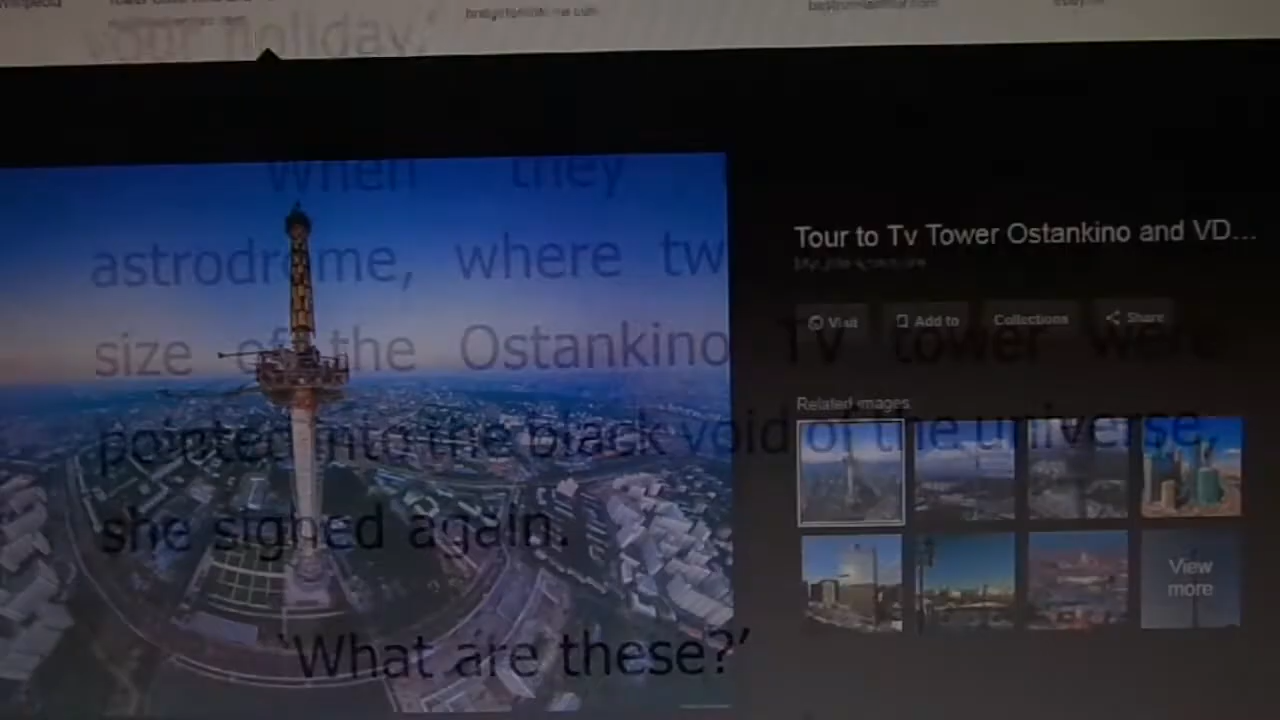 your holiday.'
When they
astrodrome, where tw
size of the Ostankino TV tower were
pointed into the black void of the universe,
she signed again.
'What are these?'
Tour to Tv Tower Ostankino and VD...
Visit
Add to
Collections
Share
Related images
View
more